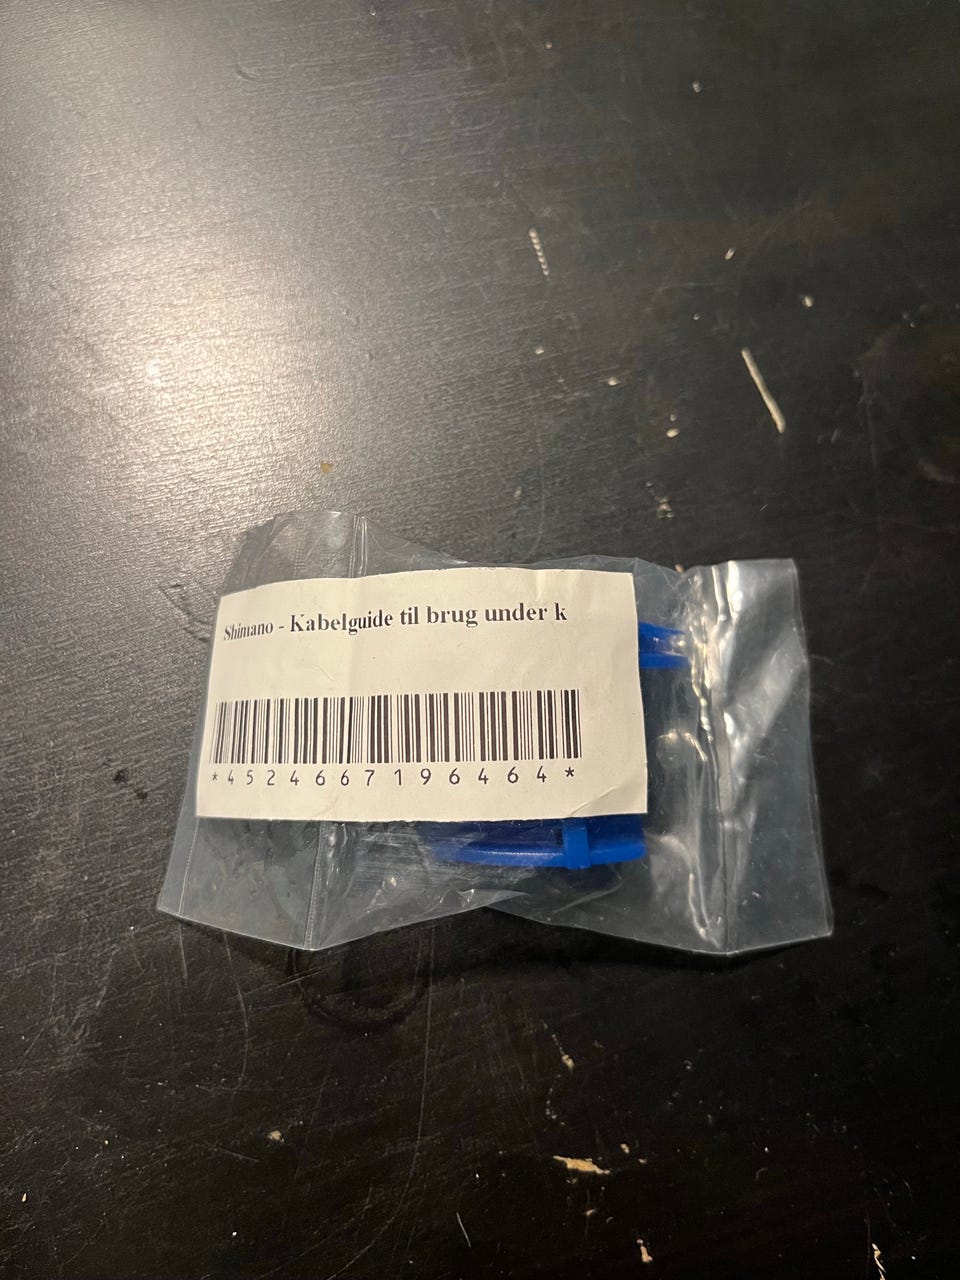 Shimano - Kabelguide til brug under k
*4524667196464*